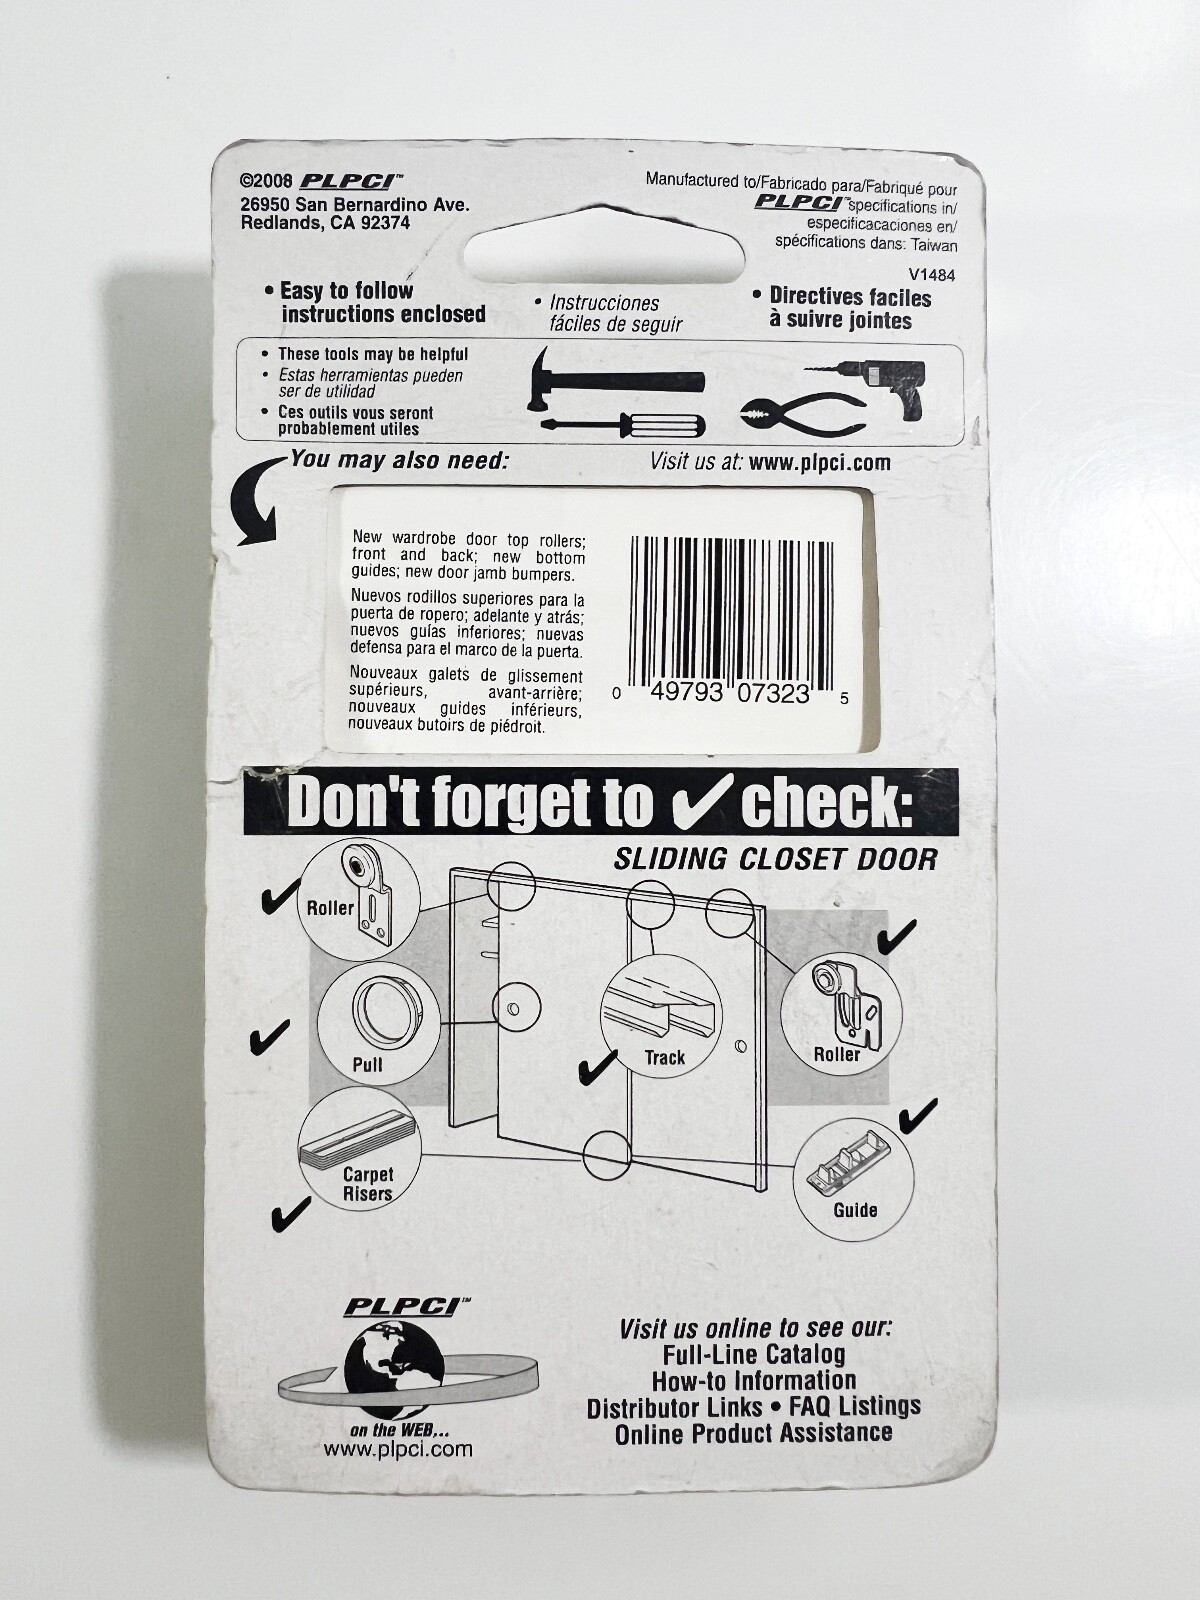 ©2008 PLPCI™
26950 San Bernardino Ave.
Redlands, CA 92374
Manufactured to/Fabricado para/Fabriqué pour
PLPCI™ specifications in/
especificacaciones en/
spécifications dans: Taiwan
V1484
• Easy to follow
instructions enclosed
• Instrucciones
fáciles de seguir
• Directives faciles
à suivre jointes
• These tools may be helpful
• Estas herramientas pueden
ser de utilidad
• Ces outils vous seront
probablement utiles
You may also need:
Visit us at: www.plpci.com
New wardrobe door top rollers;
front and back; new bottom
guides; new door jamb bumpers.
Nuevos rodillos superiores para la
puerta de ropero; adelante y atrás;
nuevos guías inferiores; nuevas
defensa para el marco de la puerta.
Nouveaux galets de glissement
supérieurs, avant-arrière;
nouveaux guides inférieurs,
nouveaux butoirs de piédroit.
0 49793 07323 5
Don't forget to ✓ check:
SLIDING CLOSET DOOR
Roller
Pull
Track
Roller
Carpet
Risers
Guide
PLPCI™
on the WEB...
www.plpci.com
Visit us online to see our:
Full-Line Catalog
How-to Information
Distributor Links • FAQ Listings
Online Product Assistance